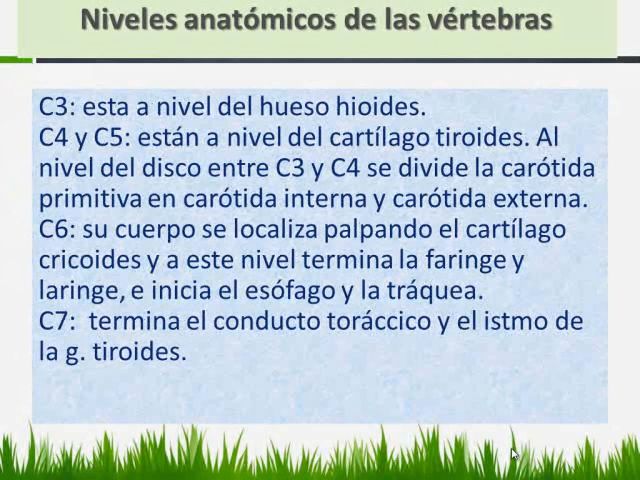 Niveles anatómicos de las vértebras
C3: esta a nivel del hueso hioides.
C4 y C5: están a nivel del cartílago tiroides. Al
nivel del disco entre C3 y C4 se divide la carótida
primitiva en carótida interna y carótida externa.
C6: su cuerpo se localiza palpando el cartílago
cricoides y a este nivel termina la faringe y
laringe, e inicia el esófago y la tráquea.
C7:  termina el conducto toráccico y el istmo de
la g. tiroides.